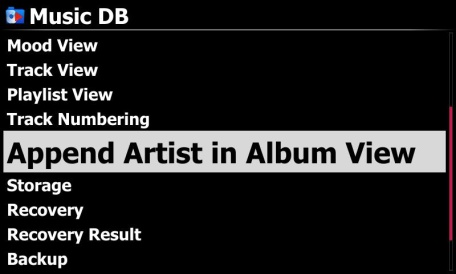 Music DB
Mood View
Track View
Playlist View
Track Numbering
Append Artist in Album View
Storage
Recovery
Recovery Result
Backup